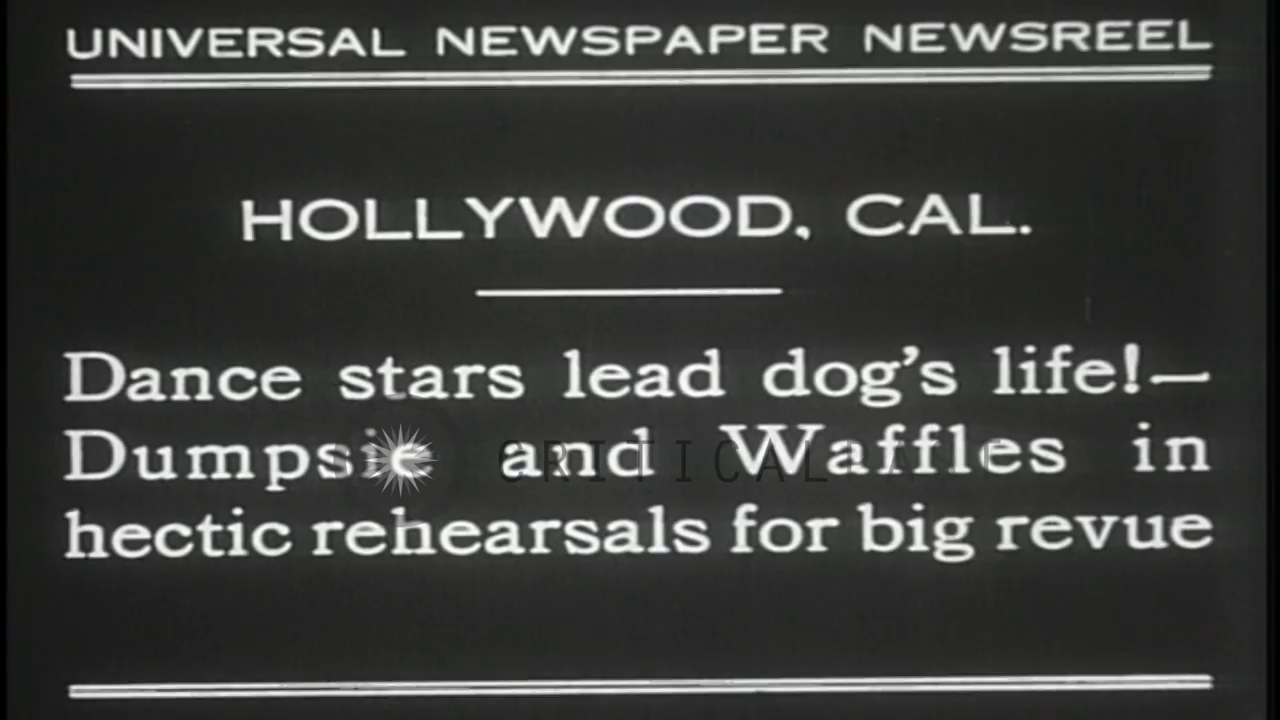 UNIVERSAL NEWSPAPER NEWSREEL
HOLLYWOOD, CAL.
Dance stars lead dog's life!—
Dumpsie and Waffles in
CRITICAL
hectic rehearsals for big revue